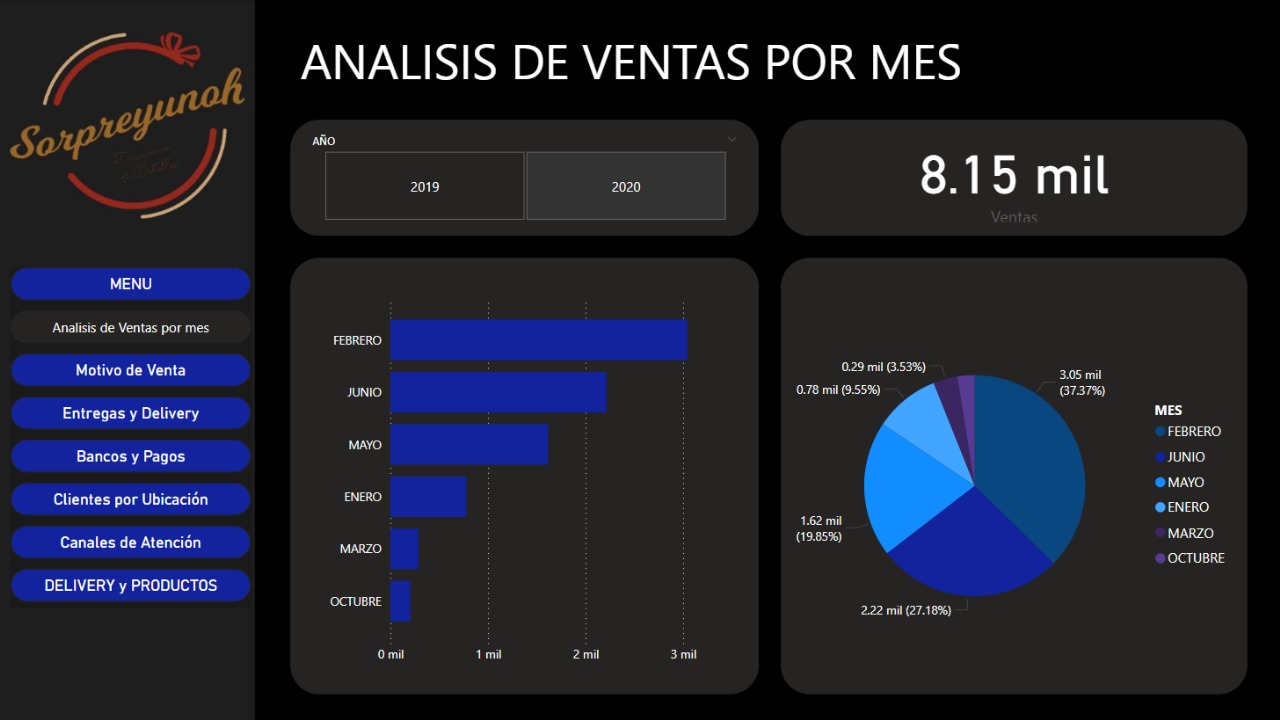 Sorpreyunoh
ANALISIS DE VENTAS POR MES
AÑO
2019
2020
8.15 mil
Ventas
MENU
Analisis de Ventas por mes
Motivo de Venta
Entregas y Delivery
Bancos y Pagos
Clientes por Ubicación
Canales de Atención
DELIVERY y PRODUCTOS
FEBRERO
JUNIO
MAYO
ENERO
MARZO
OCTUBRE
0 mil
1 mil
2 mil
3 mil
0.29 mil (3.53%)
0.78 mil (9.55%)
3.05 mil
(37.37%)
1.62 mil
(19.85%)
2.22 mil (27.18%)
MES
FEBRERO
JUNIO
MAYO
ENERO
MARZO
OCTUBRE